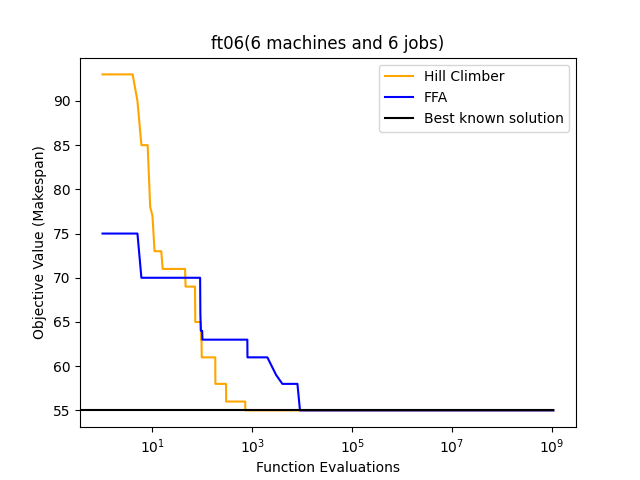 ft06(6 machines and 6 jobs)
Hill Climber
FFA
Best known solution
Objective Value (Makespan)
90
85
80
75
70
65
60
55
10^1
10^3
10^5
10^7
10^9
Function Evaluations